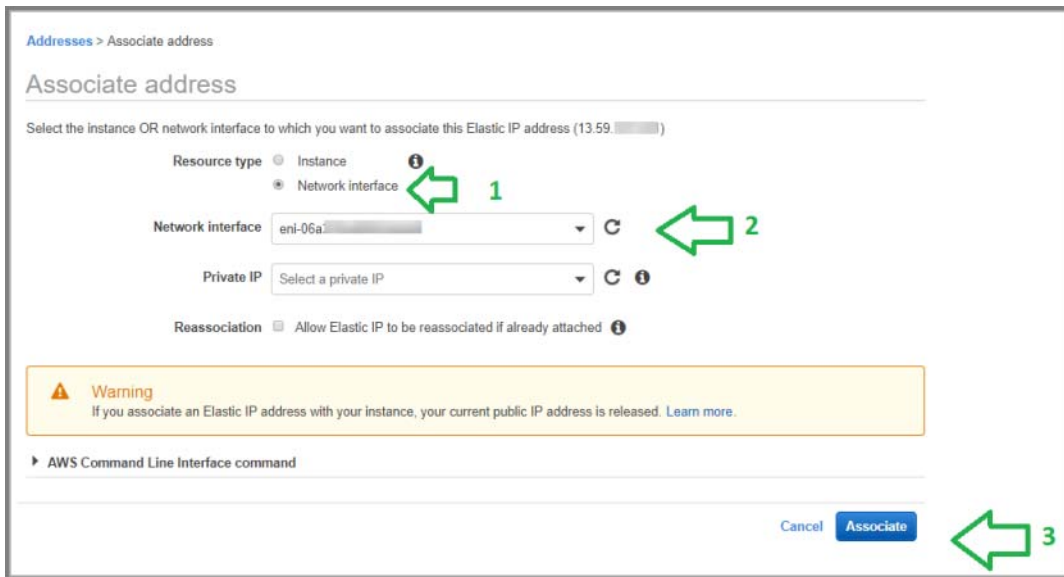 Addresses > Associate address
Associate address
Select the instance OR network interface to which you want to associate this Elastic IP address (13.59. )
Resource type Instance
Network interface 1
Network interface eni-06a 2
Private IP Select a private IP
Reassociation Allow Elastic IP to be reassociated if already attached
Warning
If you associate an Elastic IP address with your instance, your current public IP address is released. Learn more.
AWS Command Line Interface command
Cancel Associate 3